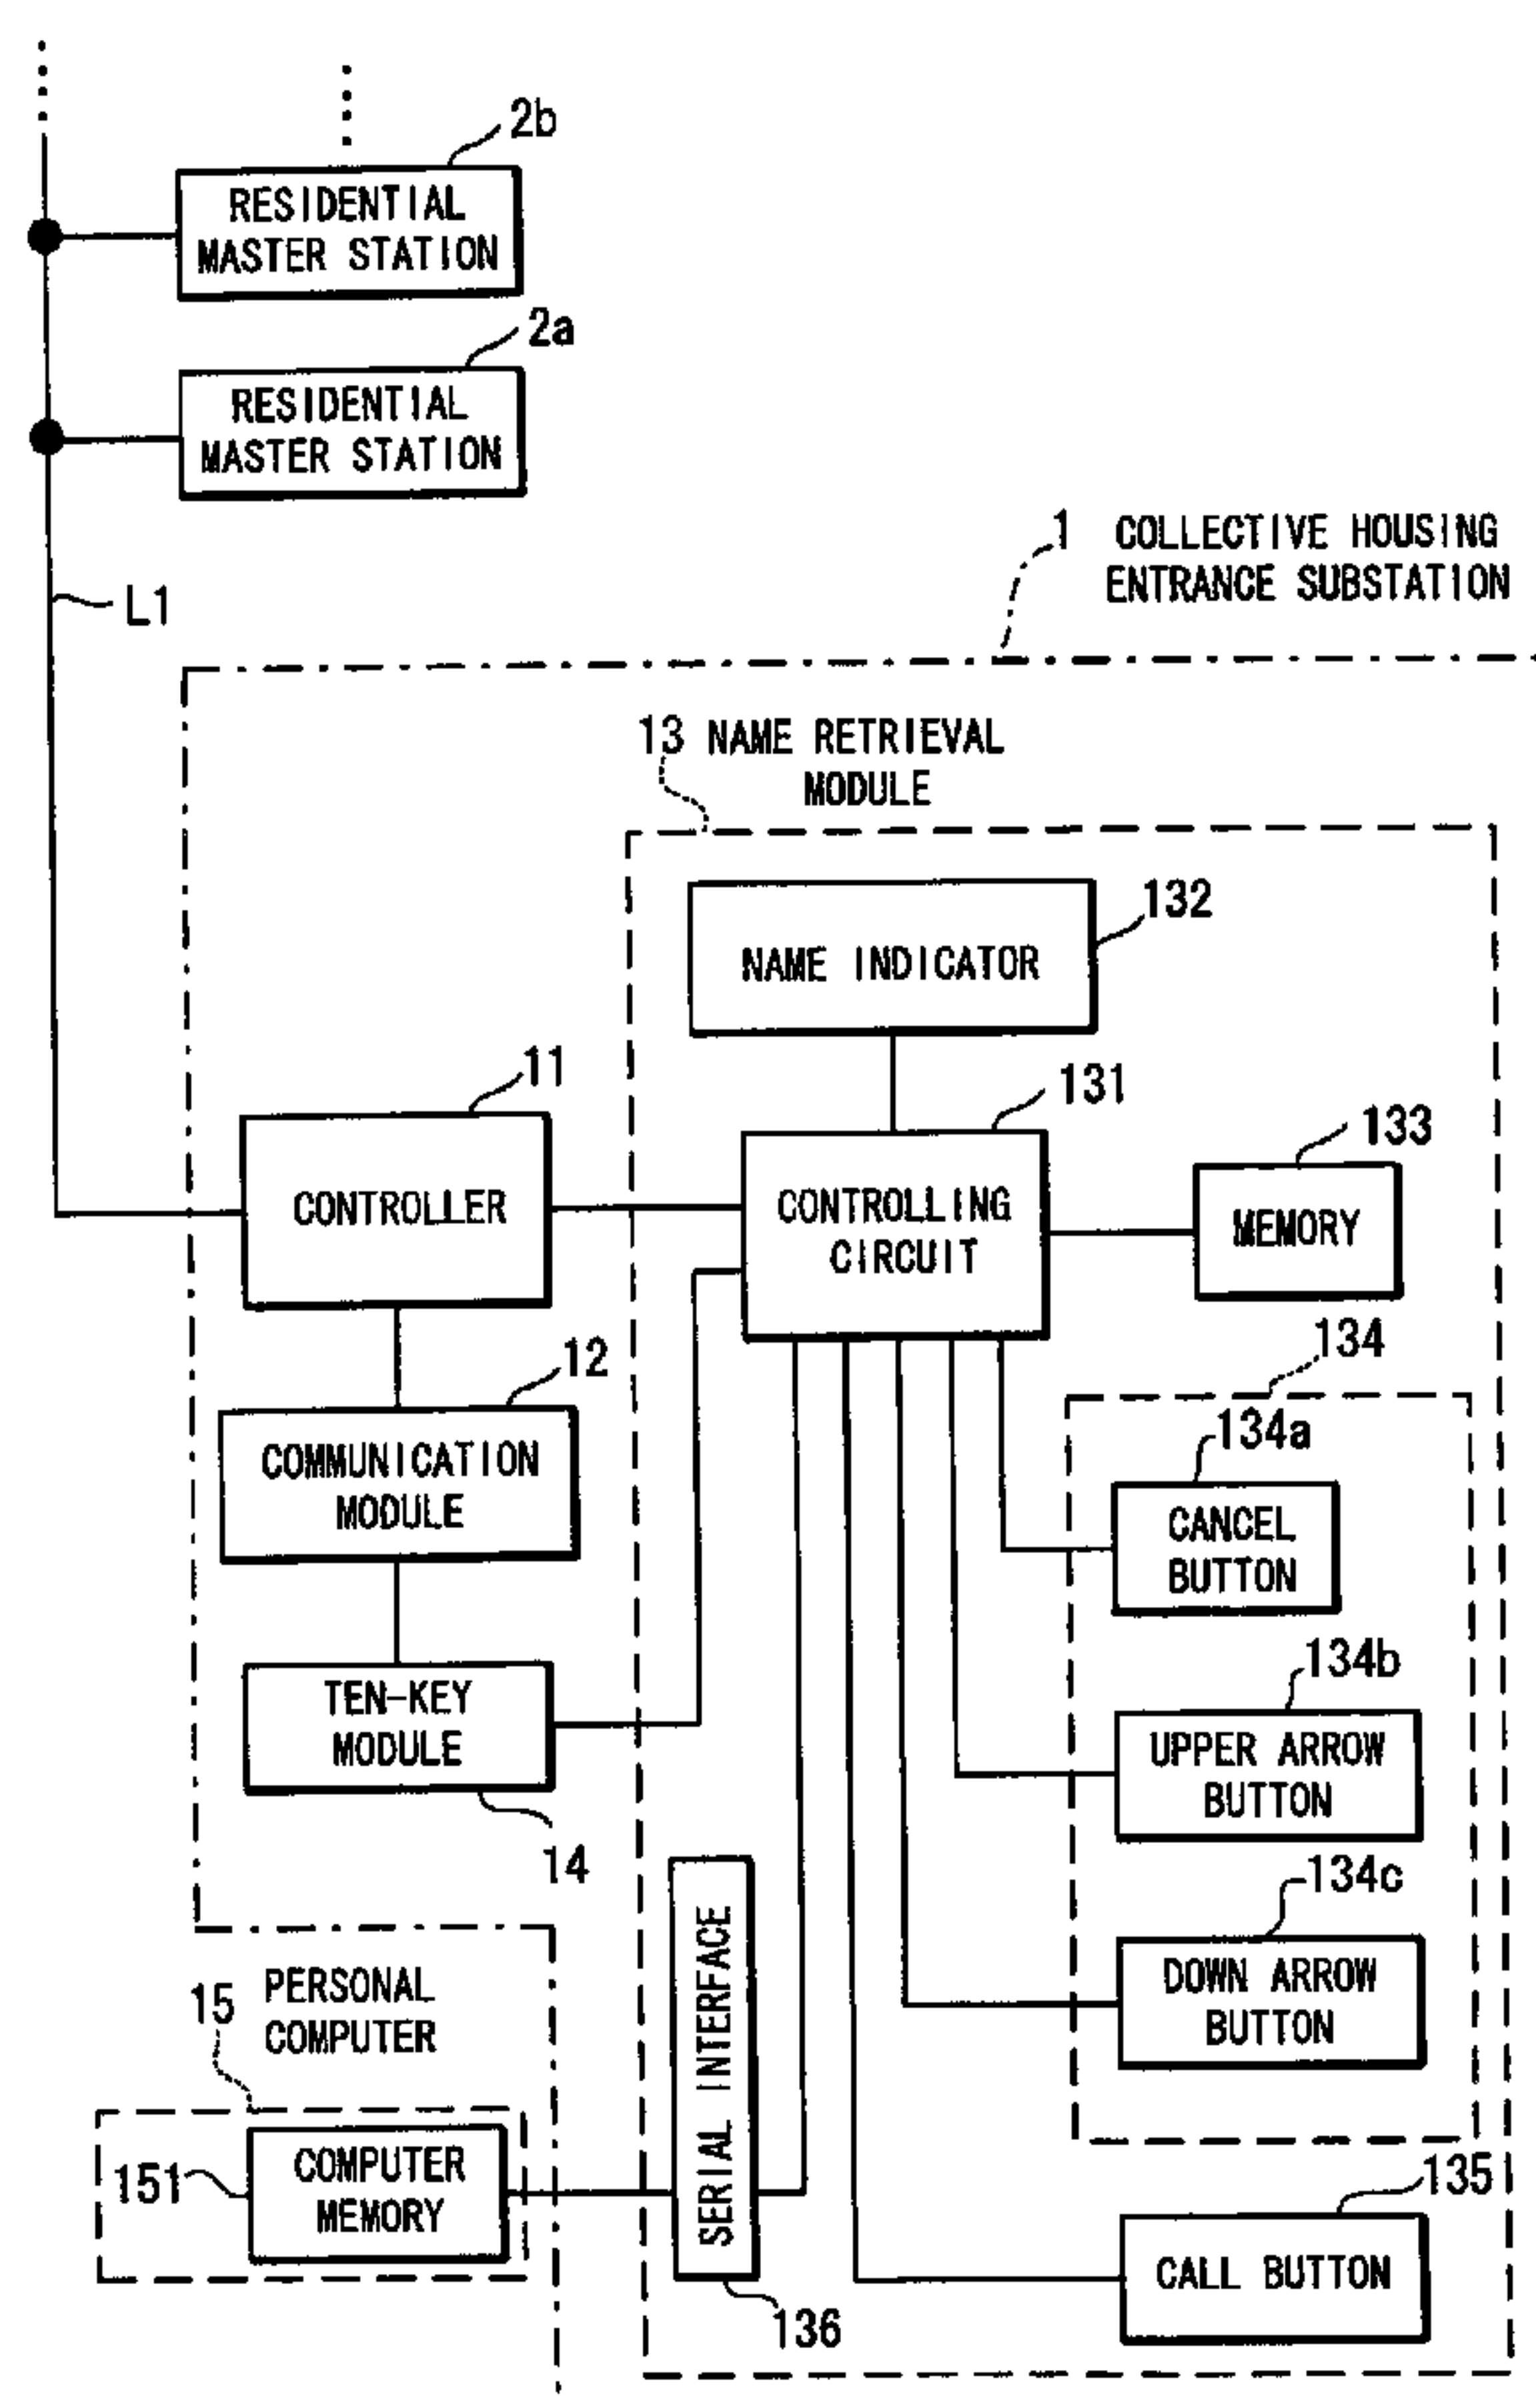 2b
RESIDENTIAL
MASTER STATION
2a
RESIDENTIAL
MASTER STATION
1 COLLECTIVE HOUSING
ENTRANCE SUBSTATION
L1
13 NAME RETRIEVAL
MODULE
132
NAME INDICATOR
11
131
133
CONTROLLER
CONTROLLING
CIRCUIT
MEMORY
12
134
COMMUNICATION
MODULE
134a
CANCEL
BUTTON
134b
TEN-KEY
MODULE
UPPER ARROW
BUTTON
14
134c
SERIAL INTERFACE
DOWN ARROW
BUTTON
15 PERSONAL
COMPUTER
151
COMPUTER
MEMORY
135
CALL BUTTON
136